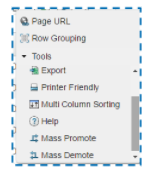 Page URL
Row Grouping
Tools
Export
Printer Friendly
Multi Column Sorting
Help
Mass Promote
Mass Demote